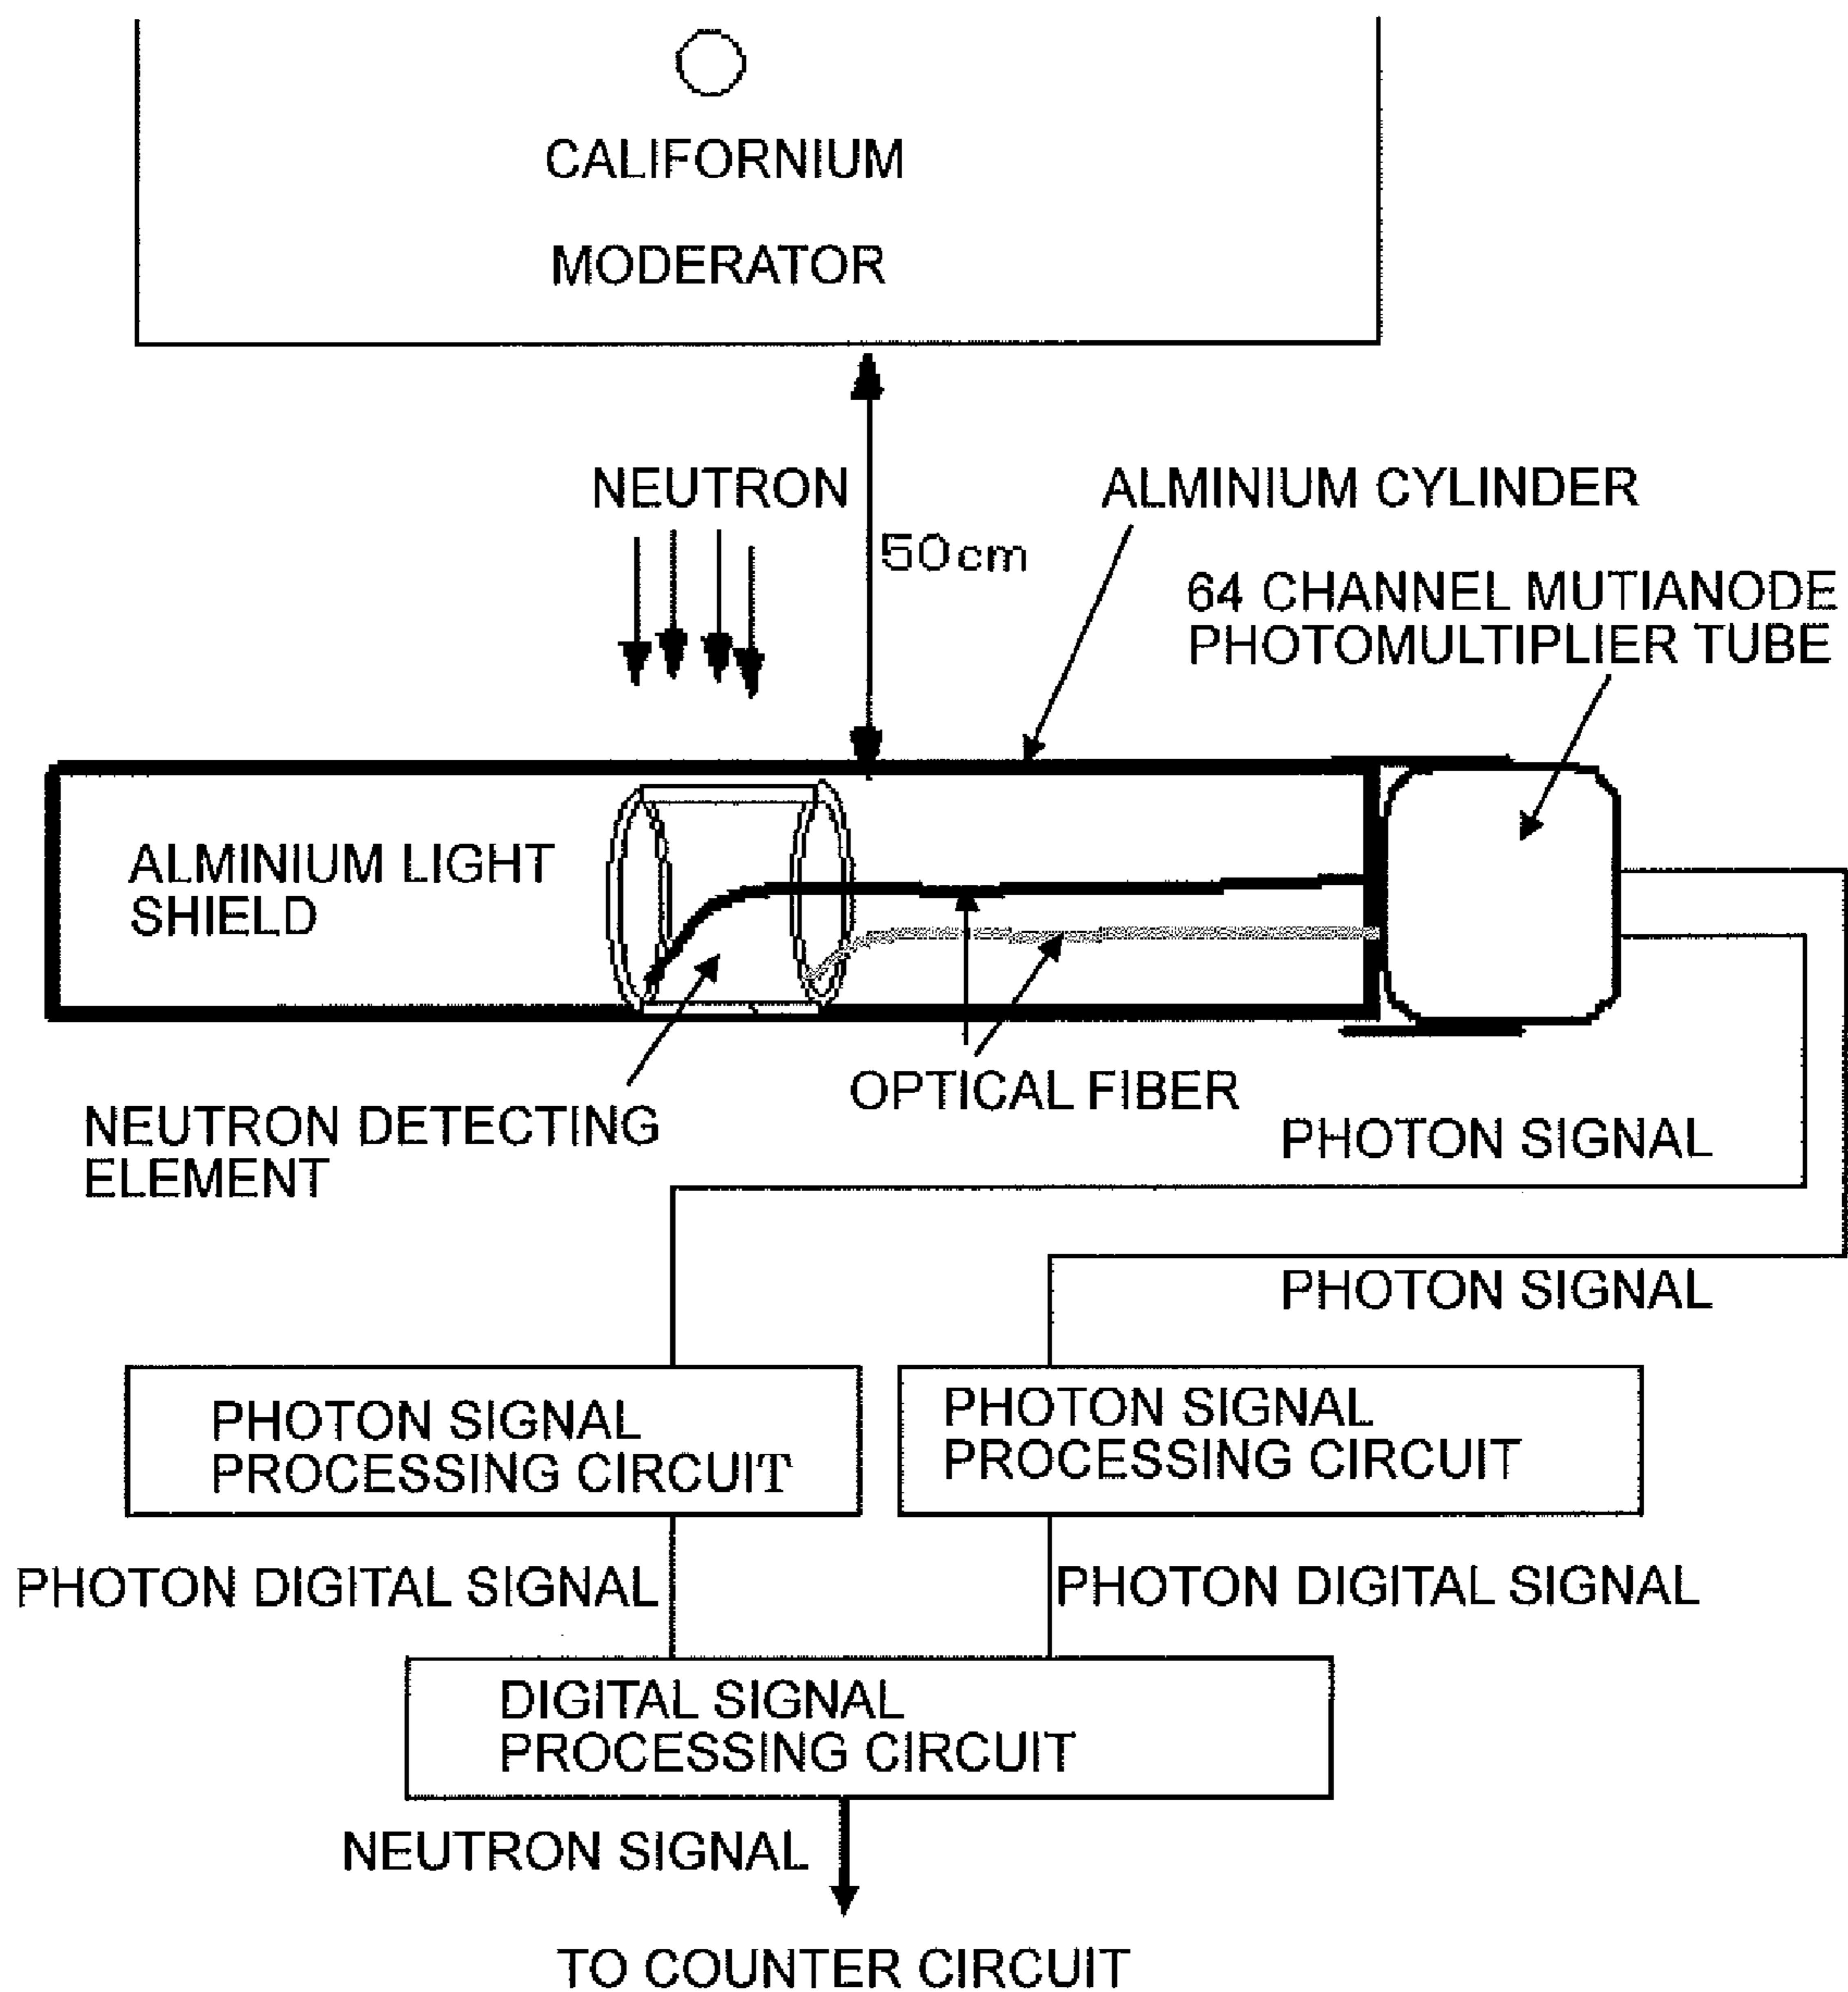 CALIFORNIUM
MODERATOR
NEUTRON
50cm
ALMINIUM CYLINDER
64 CHANNEL MUTIANODE
PHOTOMULTIPLIER TUBE
ALMINIUM LIGHT
SHIELD
OPTICAL FIBER
NEUTRON DETECTING
ELEMENT
PHOTON SIGNAL
PHOTON SIGNAL
PHOTON SIGNAL
PROCESSING CIRCUIT
PHOTON SIGNAL
PROCESSING CIRCUIT
PHOTON DIGITAL SIGNAL
PHOTON DIGITAL SIGNAL
DIGITAL SIGNAL
PROCESSING CIRCUIT
NEUTRON SIGNAL
TO COUNTER CIRCUIT